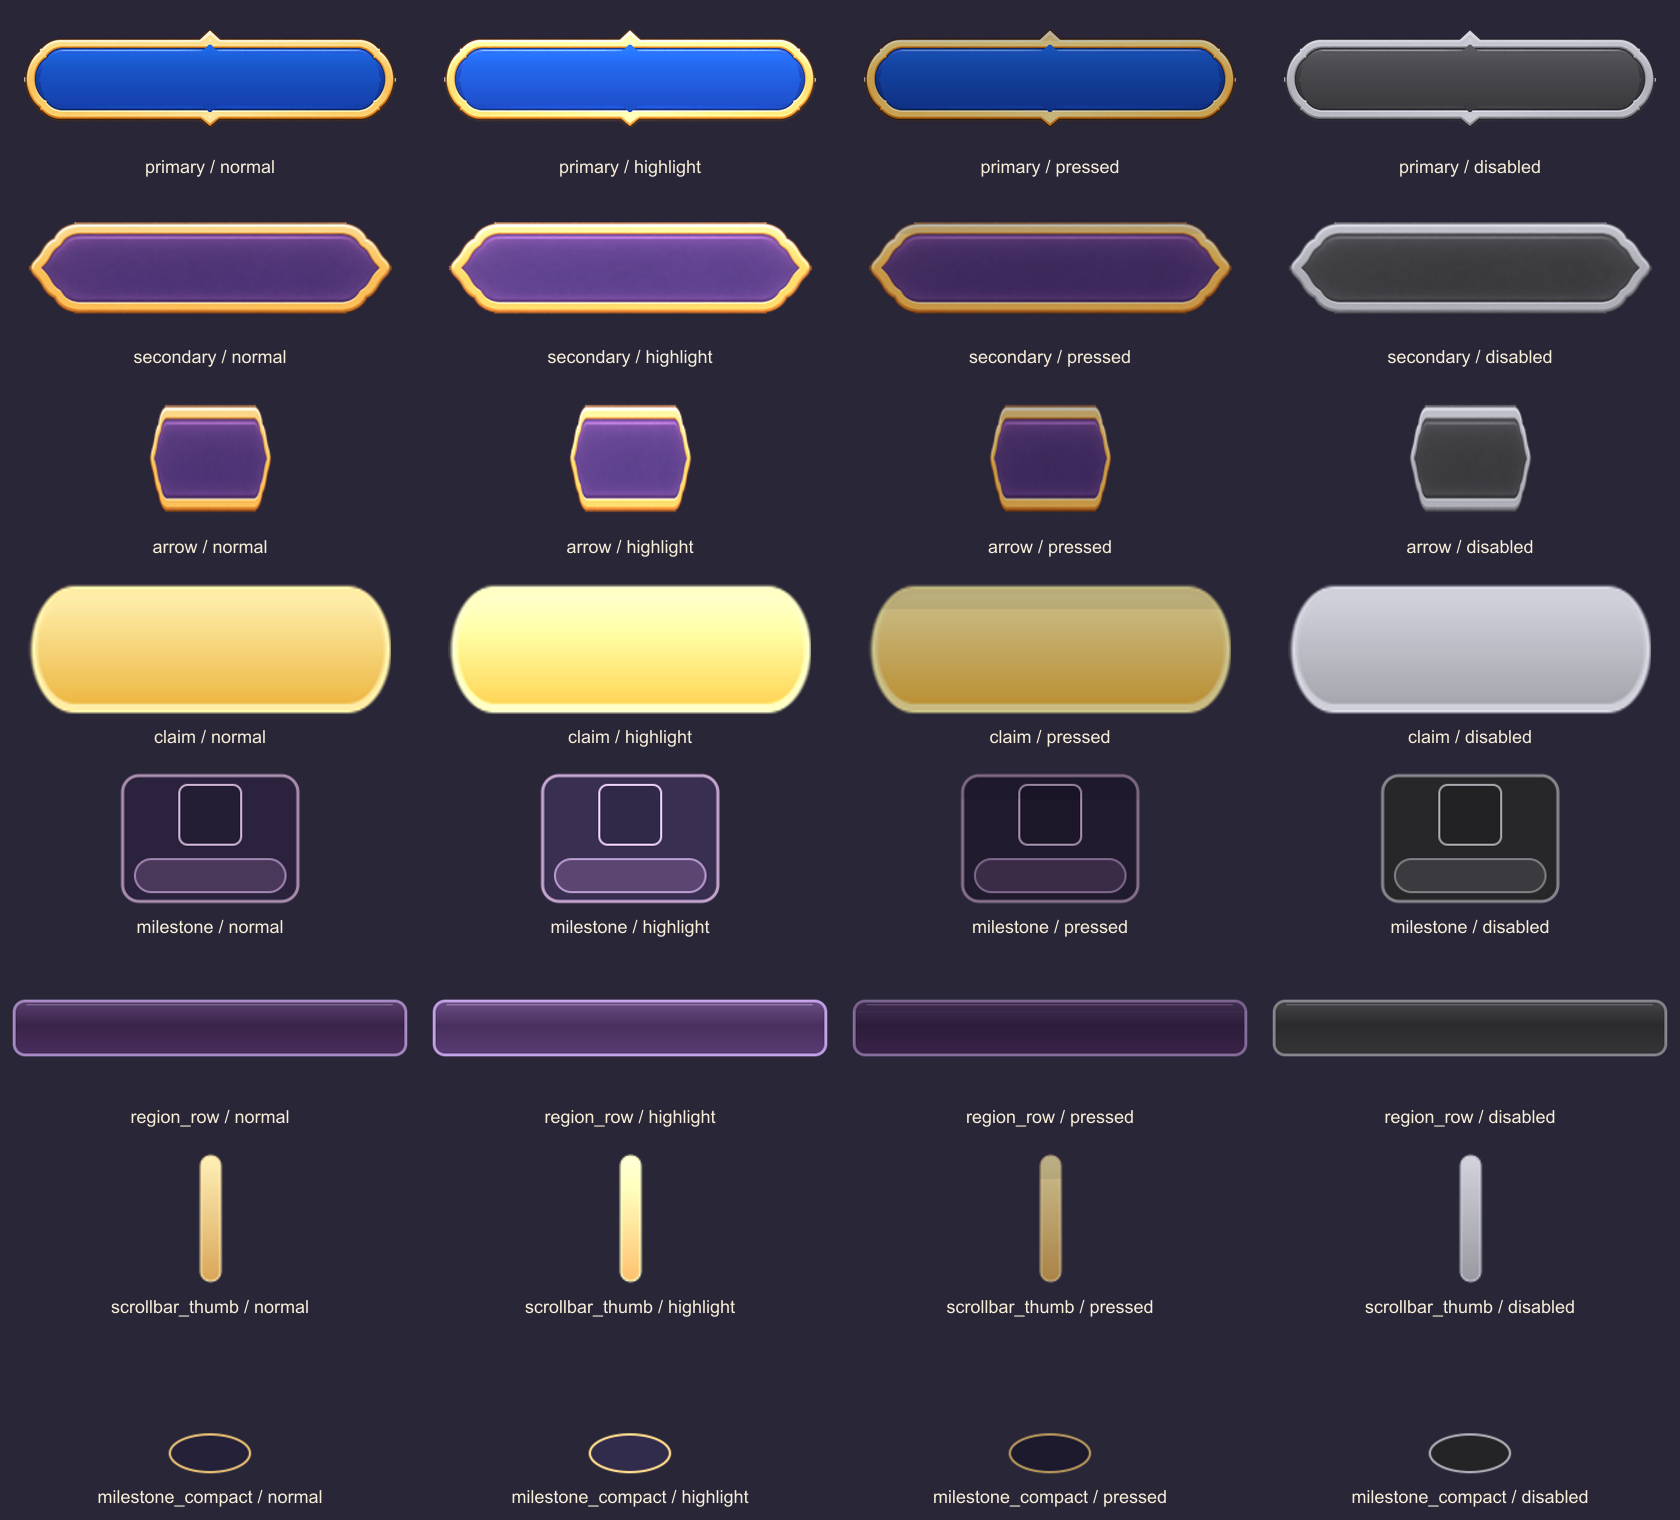 primary / normal
primary / highlight
primary / pressed
primary / disabled
secondary / normal
secondary / highlight
secondary / pressed
secondary / disabled
arrow / normal
arrow / highlight
arrow / pressed
arrow / disabled
claim / normal
claim / highlight
claim / pressed
claim / disabled
milestone / normal
milestone / highlight
milestone / pressed
milestone / disabled
region_row / normal
region_row / highlight
region_row / pressed
region_row / disabled
scrollbar_thumb / normal
scrollbar_thumb / highlight
scrollbar_thumb / pressed
scrollbar_thumb / disabled
milestone_compact / normal
milestone_compact / highlight
milestone_compact / pressed
milestone_compact / disabled